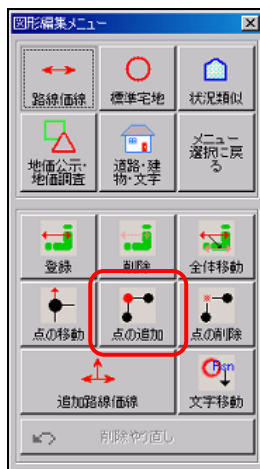 図形編集メニュー
路線価線 標準宅地 状況類似
地価公示・
地価調査
道路・建
物・文字
メニュー
選択に戻
る
登録 削除 全体移動
点の移動 点の追加 点の削除
追加路線価線 文字移動
削除やり直し